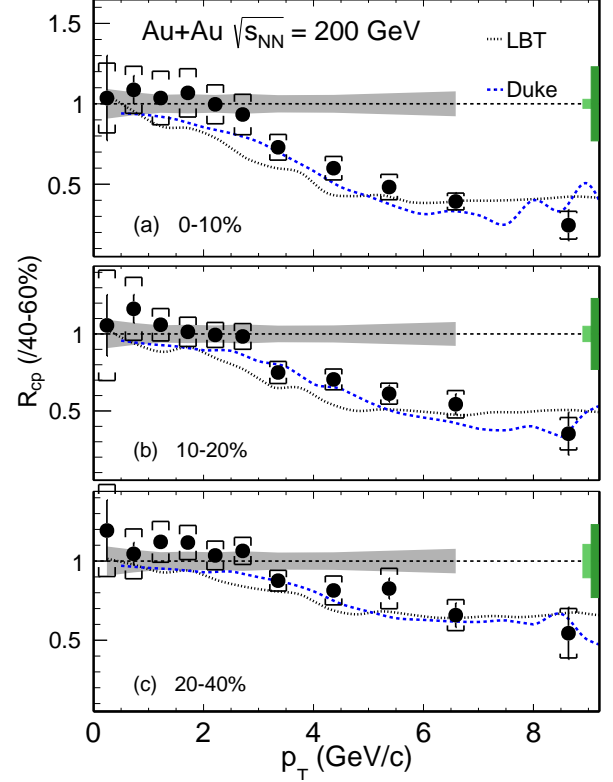 Au+Au √s_NN = 200 GeV
LBT
Duke
1.5
1
0.5
(a) 0-10%
R_cp (/40-60%)
1
0.5
(b) 10-20%
1
0.5
(c) 20-40%
0 2 4 6 8
p_T (GeV/c)